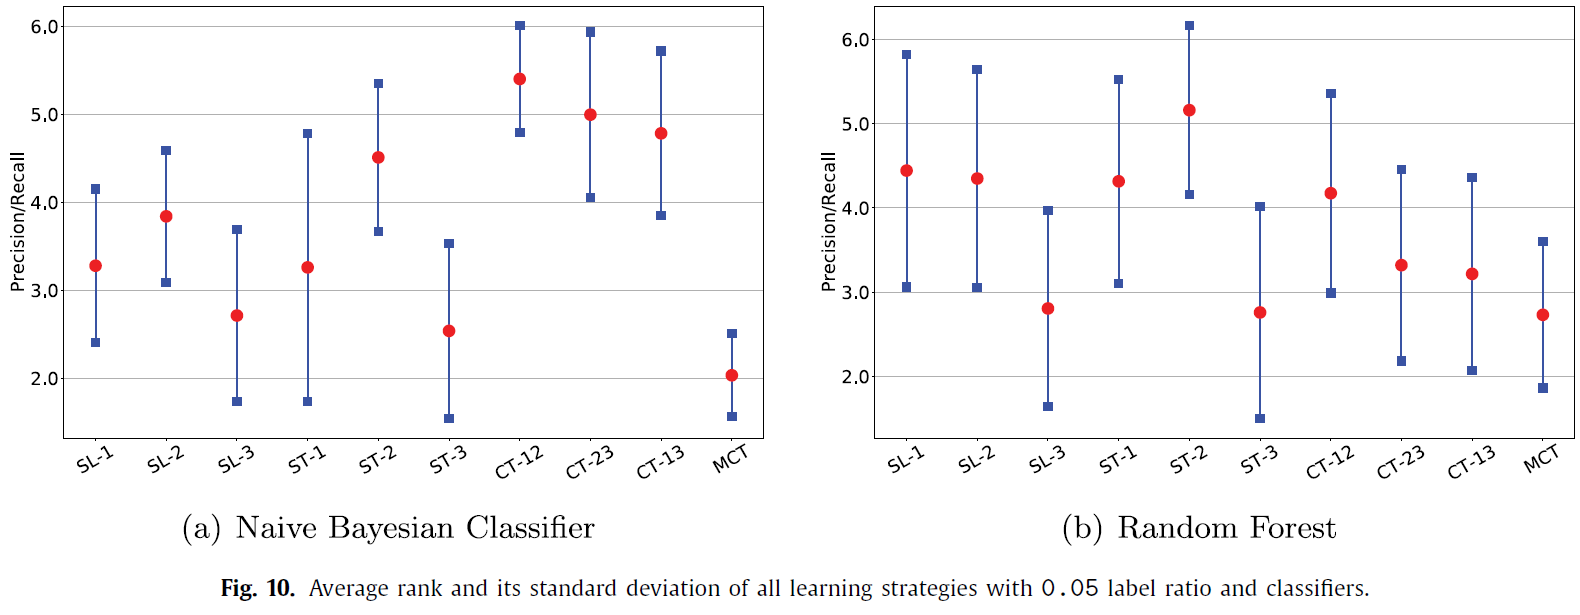 6.0
5.0
4.0
3.0
2.0
Precision/Recall
SL-1 SL-2 SL-3 ST-1 ST-2 ST-3 CT-12 CT-23 CT-13 MCT
(a) Naive Bayesian Classifier
6.0
5.0
4.0
3.0
2.0
Precision/Recall
SL-1 SL-2 SL-3 ST-1 ST-2 ST-3 CT-12 CT-23 CT-13 MCT
(b) Random Forest
Fig. 10. Average rank and its standard deviation of all learning strategies with 0.05 label ratio and classifiers.